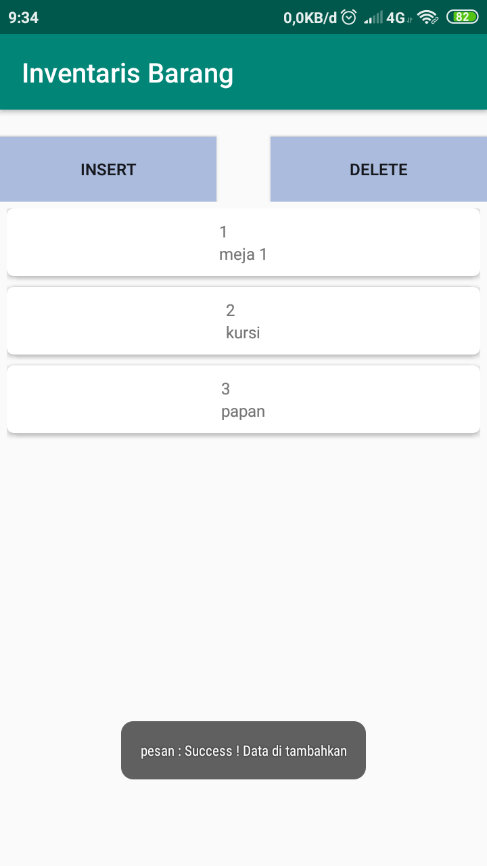 9:34
0,0KB/d
4G
82
Inventaris Barang
INSERT
DELETE
1
meja 1
2
kursi
3
papan
pesan : Success ! Data di tambahkan